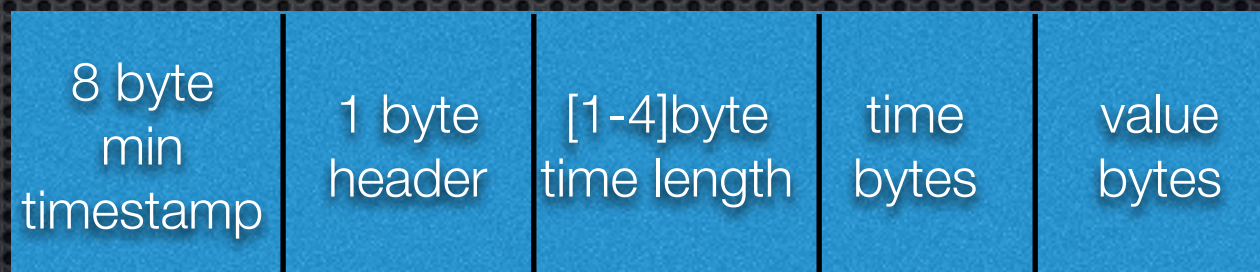 8 byte
min
timestamp
1 byte
header
[1-4]byte
time length
time
bytes
value
bytes